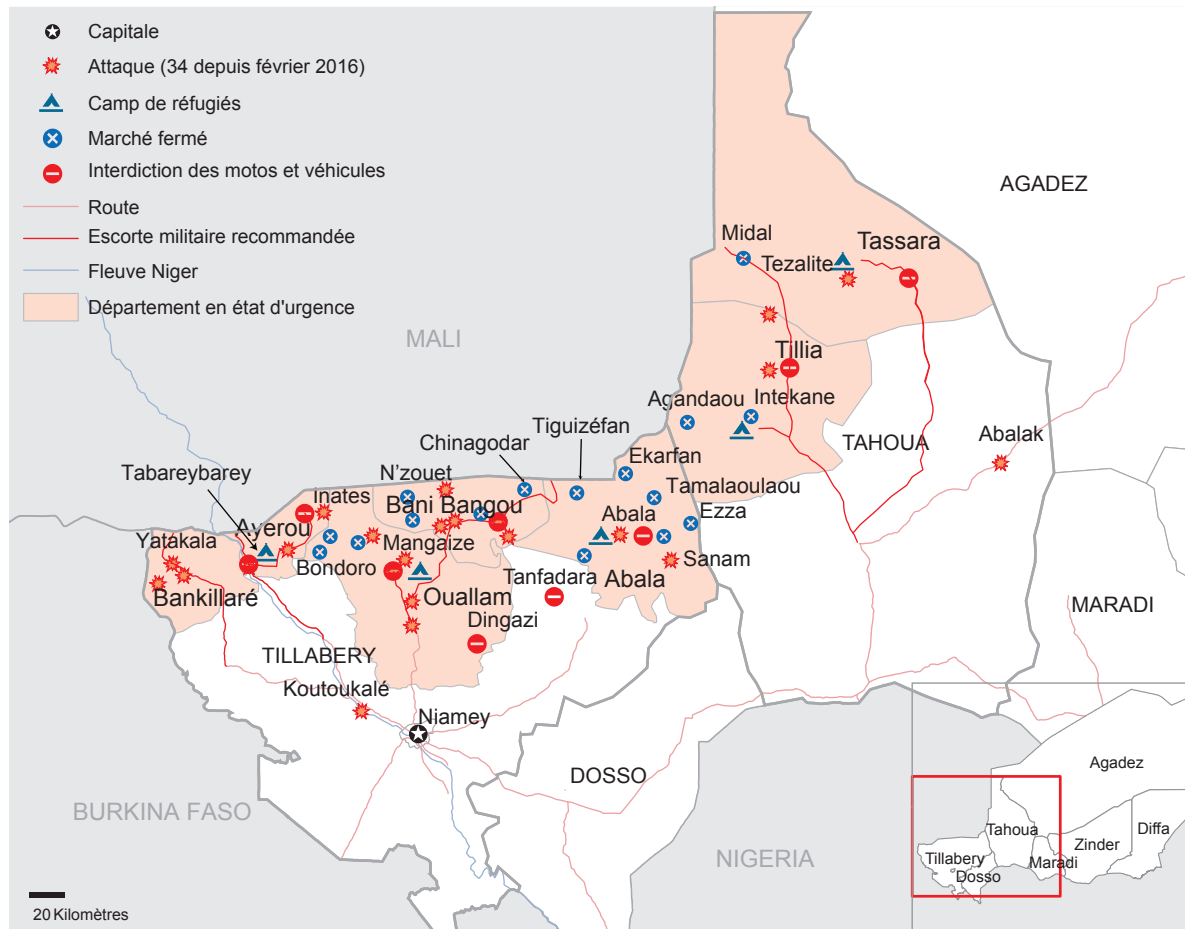 Capitale
Attaque (34 depuis février 2016)
Camp de réfugiés
Marché fermé
Interdiction des motos et véhicules
Route
Escorte militaire recommandée
Fleuve Niger
Département en état d'urgence
AGADEZ
Midal
Tassara
Tezalite
MALI
Tillia
Agandaou
Intekane
TAHOUA
Abalak
Tiguizéfan
Chinagodar
Ekarfan
Tabareybarey
N'zouet
Tamalaoulaou
Inates
Bani Bangou
Abala
Ezza
Ayerou
Yatakala
Mangaize
Sanam
Bondoro
Tanfadara
Abala
Bankillaré
Ouallam
Dingazi
MARADI
TILLABERY
Koutoukalé
Niamey
DOSSO
BURKINA FASO
NIGERIA
Agadez
Tahoua
Zinder
Diffa
Tillabery
Maradi
Dosso
20 Kilomètres